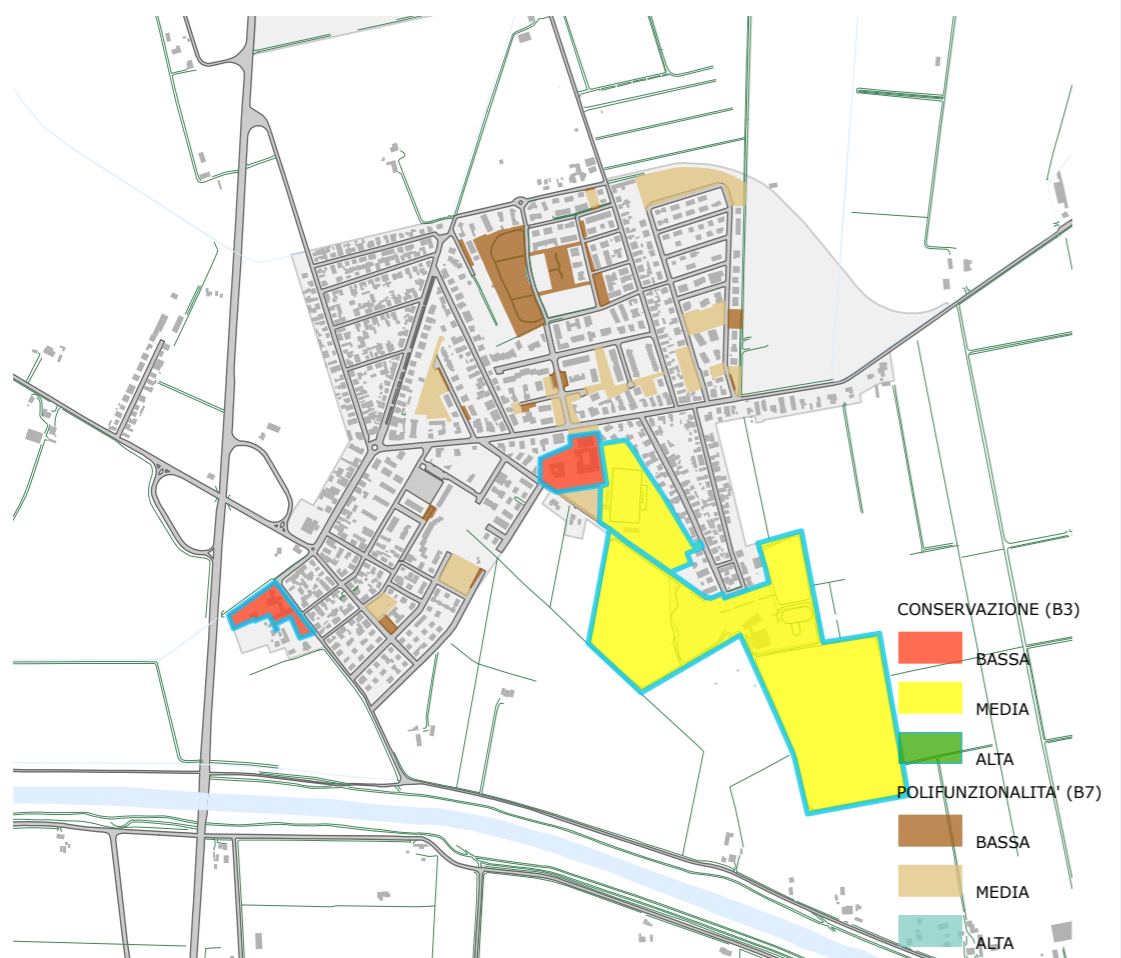 CONSERVAZIONE (B3)
BASSA
MEDIA
ALTA
POLIFUNZIONALITA' (B7)
BASSA
MEDIA
ALTA